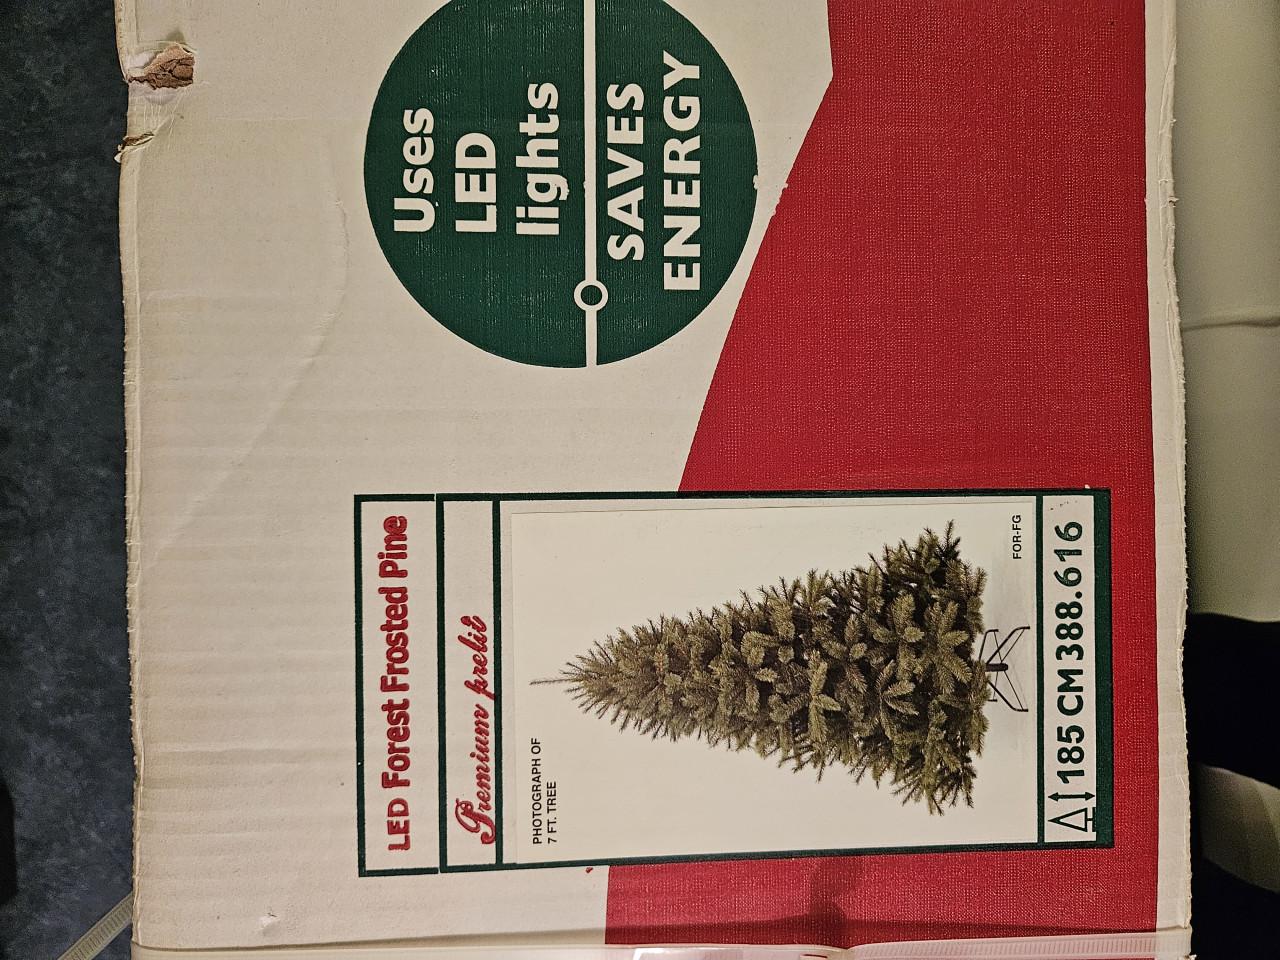 Uses
LED
lights
SAVES
ENERGY
LED Forest Frosted Pine
Premium prelit
PHOTOGRAPH OF
7 FT. TREE
FOR-FG
185 CM 388.616